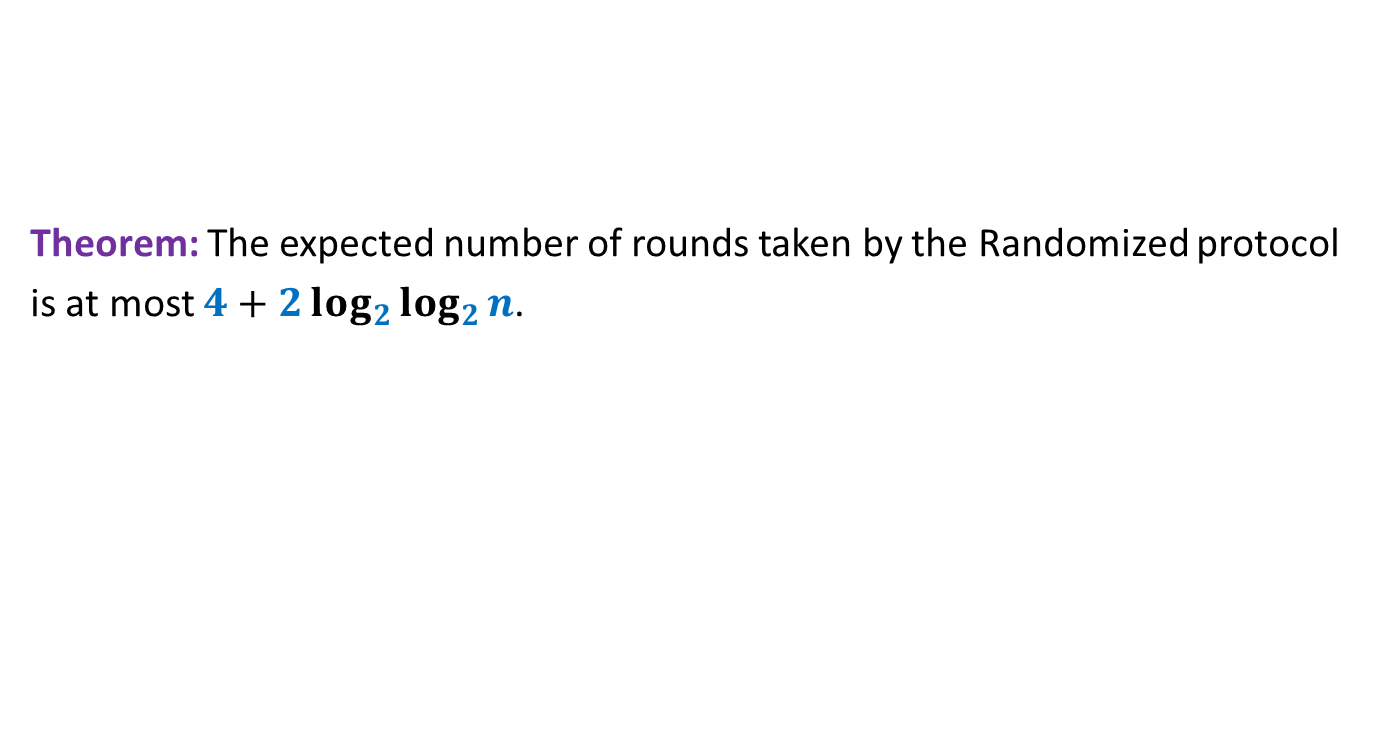 Theorem: The expected number of rounds taken by the Randomized protocol
is at most 4 + 2 log₂ log₂ n.